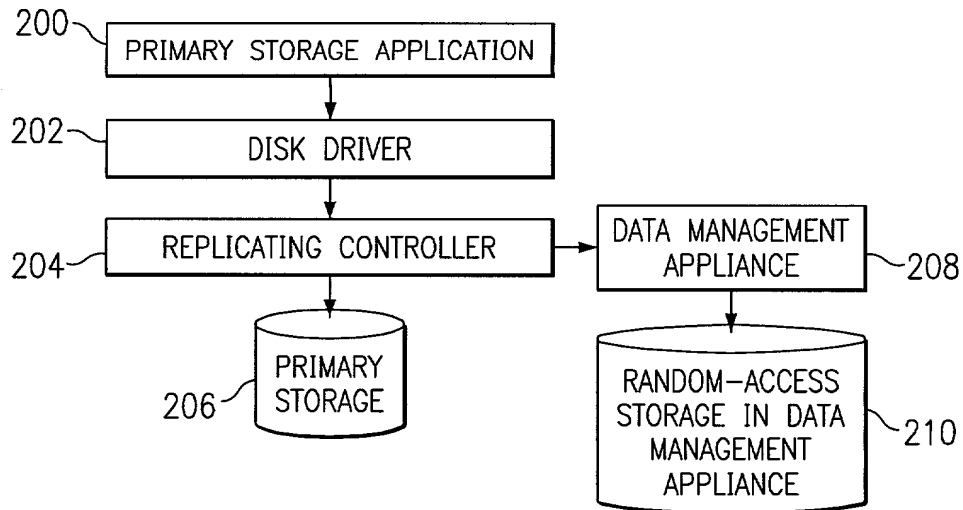 200
PRIMARY STORAGE APPLICATION
202
DISK DRIVER
204
REPLICATING CONTROLLER
DATA MANAGEMENT
APPLIANCE
208
206
PRIMARY
STORAGE
RANDOM-ACCESS
STORAGE IN DATA
MANAGEMENT
APPLIANCE
210